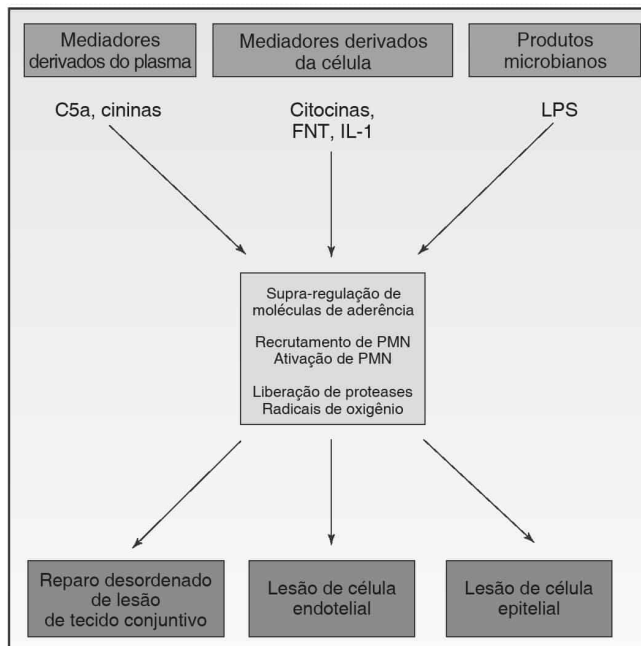 Mediadores
derivados do plasma
Mediadores derivados
da célula
Produtos
microbianos
C5a, cininas
Citocinas,
FNT, IL-1
LPS
Supra-regulação de
moléculas de aderência
Recrutamento de PMN
Ativação de PMN
Liberação de proteases
Radicais de oxigênio
Reparo desordenado
de lesão
de tecido conjuntivo
Lesão de célula
endotelial
Lesão de célula
epitelial